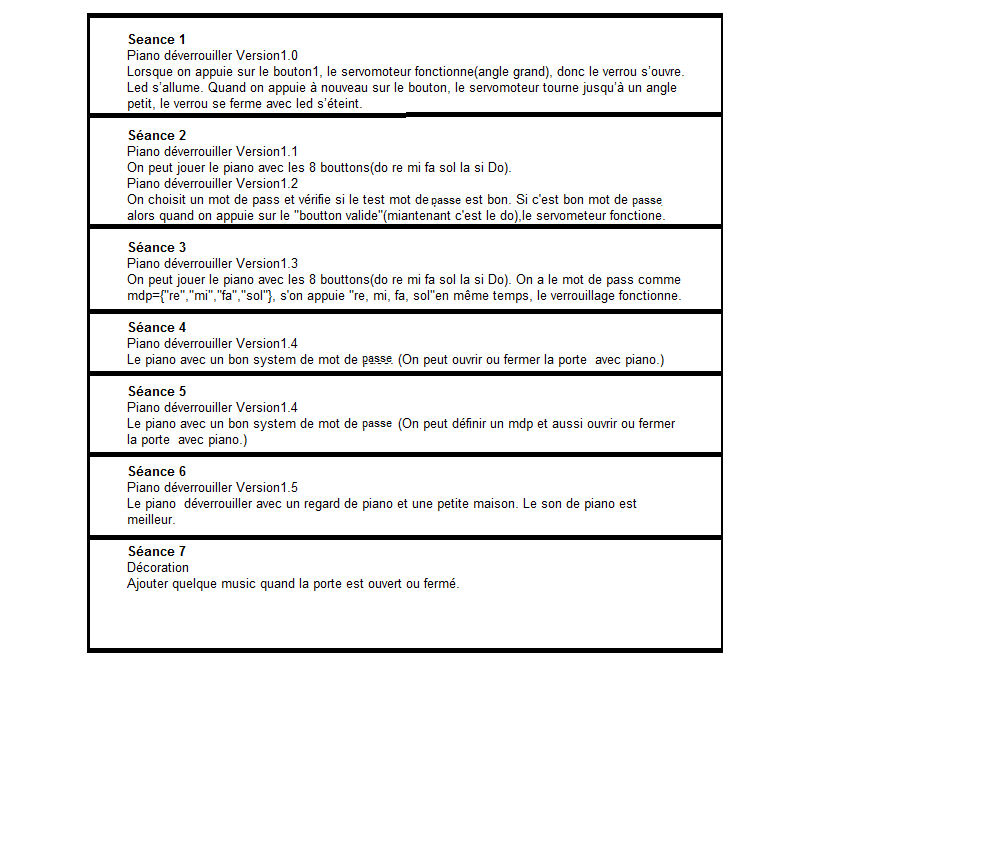 Seance 1
Piano déverrouiller Version1.0
Lorsque on appuie sur le bouton1, le servomoteur fonctionne(angle grand), donc le verrou s'ouvre.
Led s'allume. Quand on appuie à nouveau sur le bouton, le servomoteur tourne jusqu'à un angle
petit, le verrou se ferme avec led s'éteint.
Séance 2
Piano déverrouiller Version1.1
On peut jouer le piano avec les 8 bouttons(do re mi fa sol la si Do).
Piano déverrouiller Version1.2
On choisit un mot de pass et vérifie si le test mot de passe est bon. Si c'est bon mot de passe
alors quand on appuie sur le "boutton valide"(miantenant c'est le do),le servometeur fonctione.
Séance 3
Piano déverrouiller Version1.3
On peut jouer le piano avec les 8 bouttons(do re mi fa sol la si Do). On a le mot de pass comme
mdp={"re","mi","fa","sol"}, s'on appuie "re, mi, fa, sol"en même temps, le verrouillage fonctionne.
Séance 4
Piano déverrouiller Version1.4
Le piano avec un bon system de mot de passe (On peut ouvrir ou fermer la porte  avec piano.)
Séance 5
Piano déverrouiller Version1.4
Le piano avec un bon system de mot de passe (On peut définir un mdp et aussi ouvrir ou fermer
la porte  avec piano.)
Séance 6
Piano déverrouiller Version1.5
Le piano  déverrouiller avec un regard de piano et une petite maison. Le son de piano est
meilleur.
Séance 7
Décoration
Ajouter quelque music quand la porte est ouvert ou fermé.